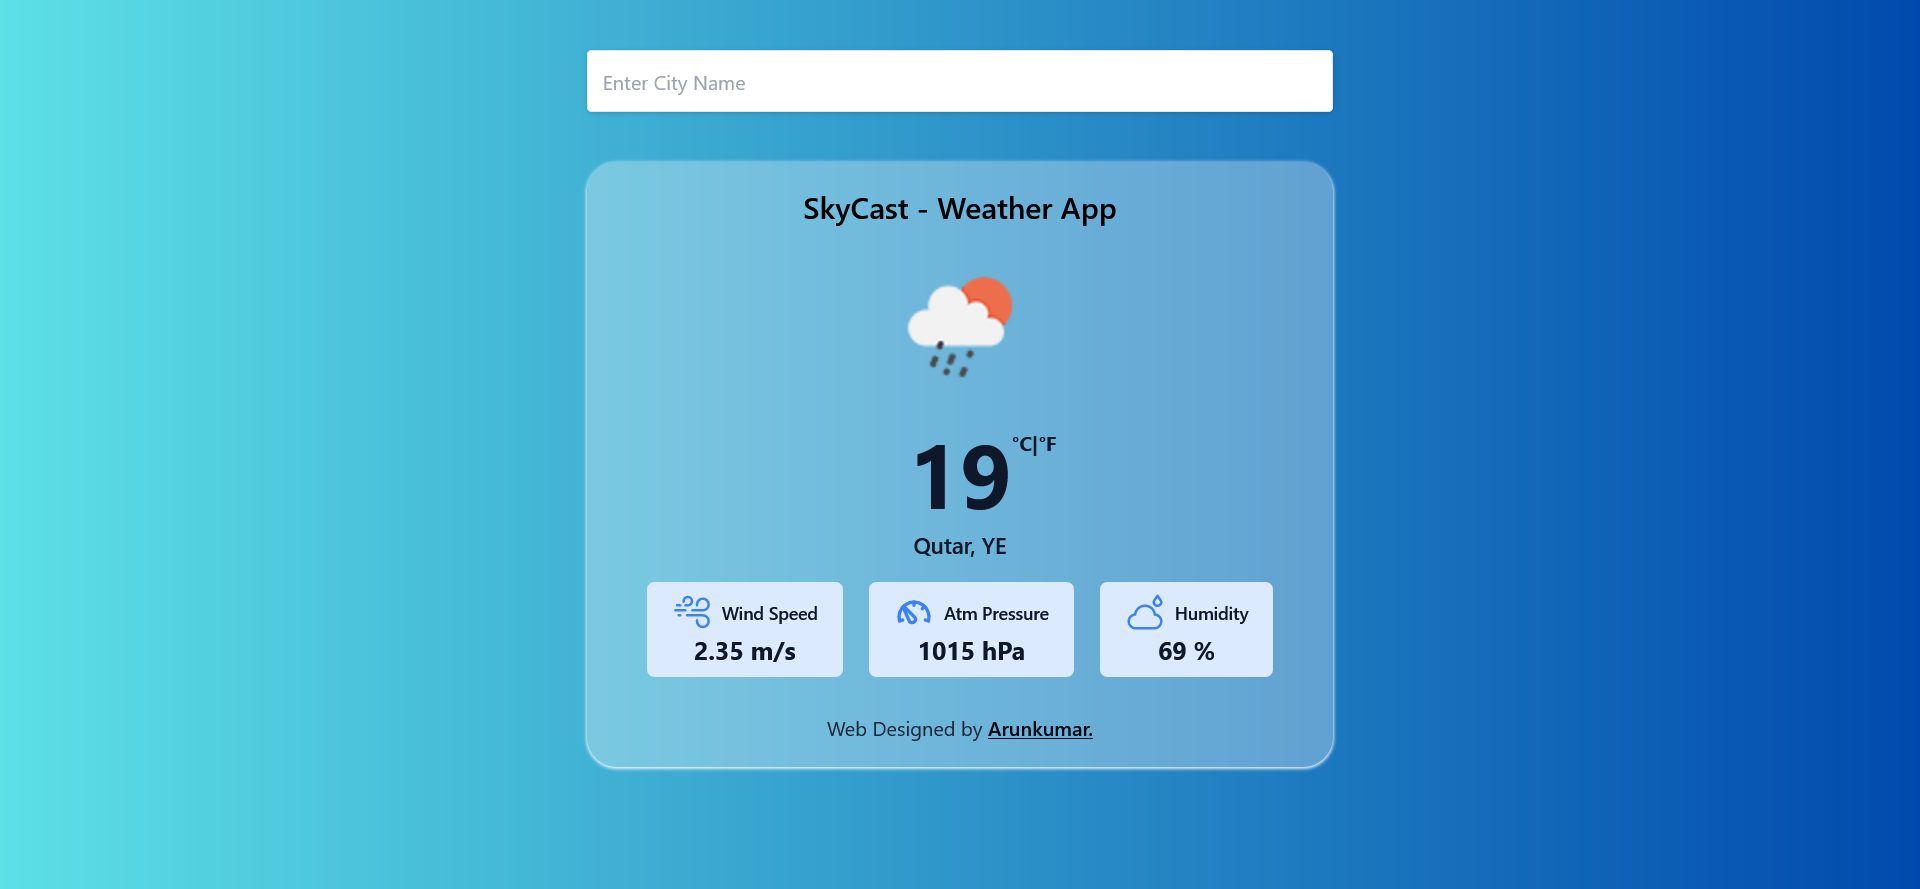 Enter City Name
SkyCast - Weather App
19 °C|°F
Qutar, YE
Wind Speed
2.35 m/s
Atm Pressure
1015 hPa
Humidity
69 %
Web Designed by Arunkumar.